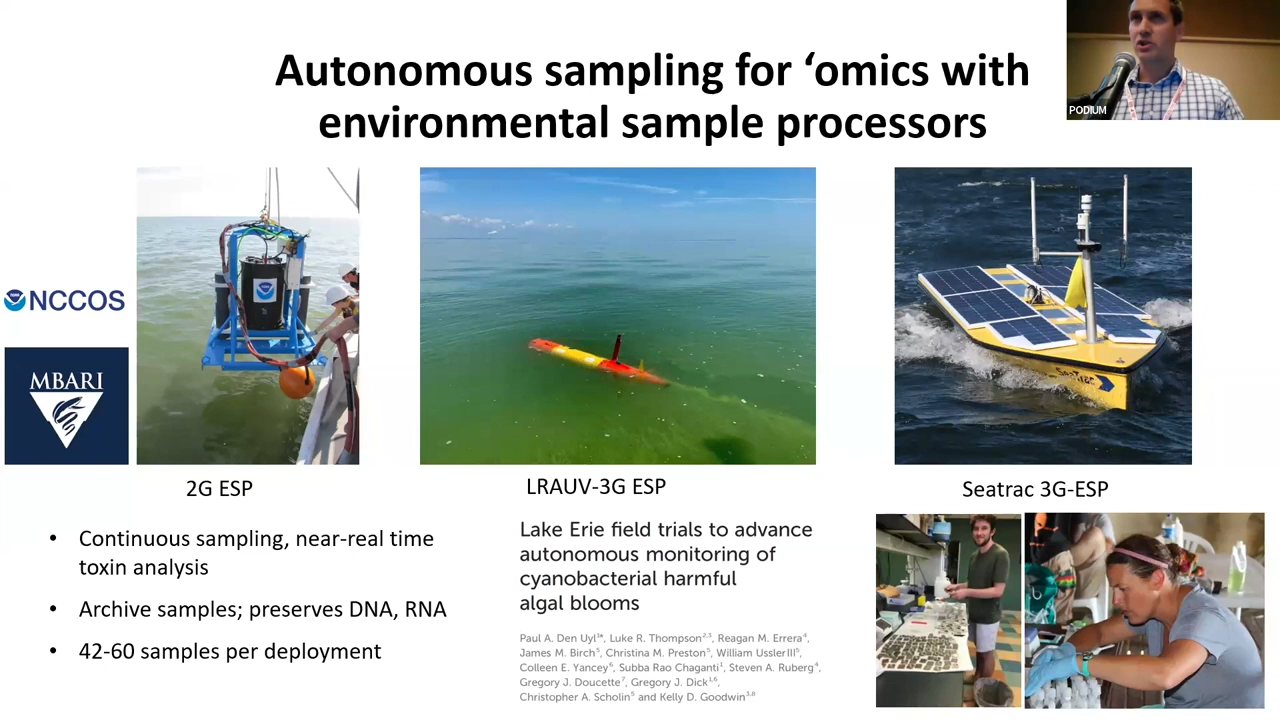 Autonomous sampling for ‘omics with
environmental sample processors
PODIUM
NCCOS
MBARI
SeaTrac
2G ESP
LRAUV-3G ESP
Seatrac 3G-ESP
• Continuous sampling, near-real time
toxin analysis
• Archive samples; preserves DNA, RNA
• 42-60 samples per deployment
Lake Erie field trials to advance
autonomous monitoring of
cyanobacterial harmful
algal blooms
Paul A. Den Uyl¹*, Luke R. Thompson²,³, Reagan M. Errera⁴,
James M. Birch⁵, Christina M. Preston⁵, William Ussler III⁵,
Colleen E. Yancey⁶, Subba Rao Chaganti¹, Steven A. Ruberg⁴,
Gregory J. Doucette⁷, Gregory J. Dick¹,⁶,
Christopher A. Scholin⁵ and Kelly D. Goodwin³,⁸